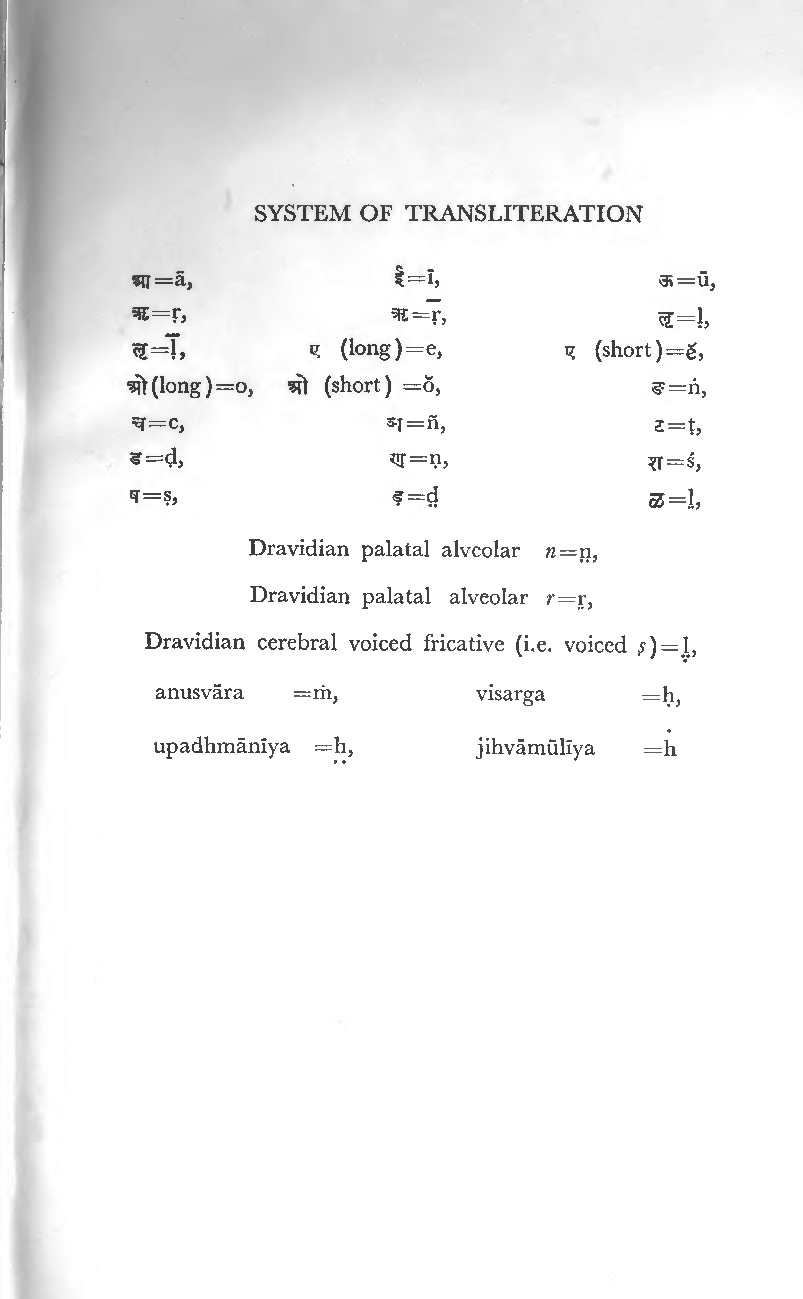 SYSTEM OF TRANSLITERATION
आ=ā, ई=ī, ऊ=ū,
ऋ=ṛ, ऋ=ṝ, ऌ=ḷ,
ऌ=ḹ, ए (long)=e, ए (short)=ĕ,
ओ(long)=o, ओ (short) =ŏ, ङ=ṅ,
च=c, ञ=ñ, ट=ṭ,
ड=ḍ, ण=ṇ, श=ś,
ष=ṣ, ड़=d̤ ळ=l̤,
Dravidian palatal alveolar n=n̤,
Dravidian palatal alveolar r=r̤,
Dravidian cerebral voiced fricative (i.e. voiced ṣ)=ḻ̣,
anusvāra =ṁ, visarga =ḥ,
upadhmānīya =h̤, jihvāmūlīya =ḣ